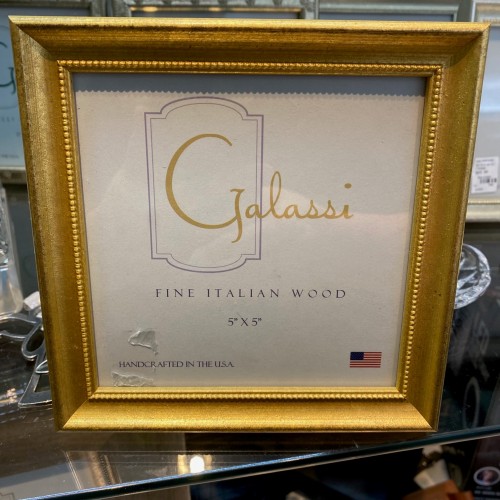 Galassi
FINE ITALIAN WOOD
5" X 5"
HANDCRAFTED IN THE U.S.A.